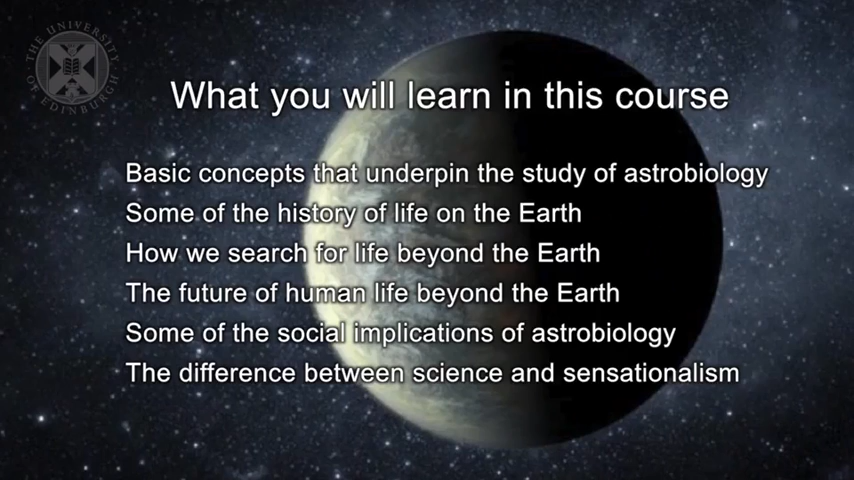 THE UNIVERSITY OF EDINBURGH
What you will learn in this course
Basic concepts that underpin the study of astrobiology
Some of the history of life on the Earth
How we search for life beyond the Earth
The future of human life beyond the Earth
Some of the social implications of astrobiology
The difference between science and sensationalism